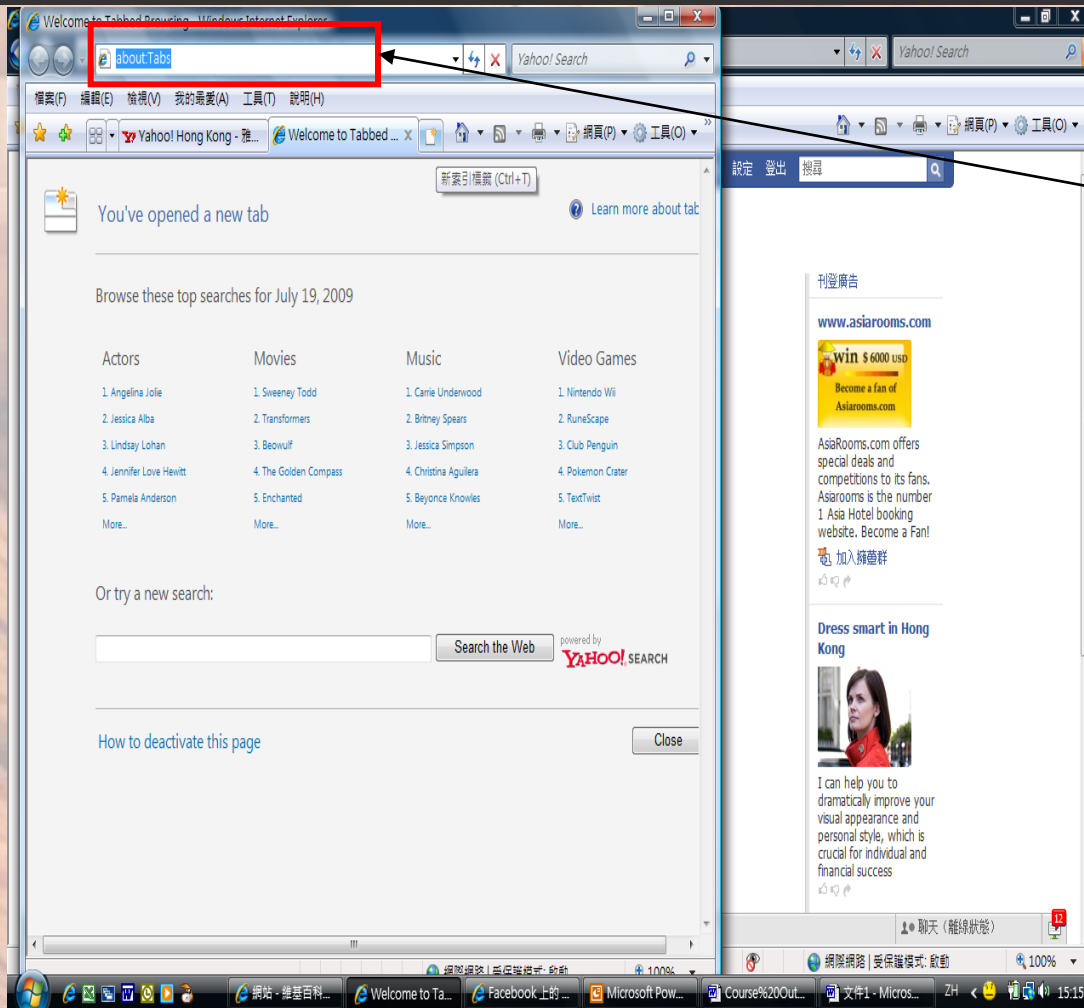 Welcome to Tabbed Browsing - Windows Internet Explorer
about:Tabs
Yahoo! Search
檔案(F) 編輯(E) 檢視(V) 我的最愛(A) 工具(T) 說明(H)
Yahoo! Hong Kong - 雅...
Welcome to Tabbed ...
網頁(P)
工具(O)
新索引標籤 (Ctrl+T)
You've opened a new tab
Learn more about tab
Browse these top searches for July 19, 2009
Actors
1. Angelina Jolie
2. Jessica Alba
3. Lindsay Lohan
4. Jennifer Love Hewitt
5. Pamela Anderson
More...
Movies
1. Sweeney Todd
2. Transformers
3. Beowulf
4. The Golden Compass
5. Enchanted
More...
Music
1. Carrie Underwood
2. Britney Spears
3. Jessica Simpson
4. Christina Aguilera
5. Beyonce Knowles
More...
Video Games
1. Nintendo Wii
2. RuneScape
3. Club Penguin
4. Pokemon Crater
5. TextTwist
More...
Or try a new search:
Search the Web
powered by
YAHOO! SEARCH
How to deactivate this page
Close
網際網路 | 受保護模式: 啟動
100%
Yahoo! Search
網頁(P)
工具(O)
設定 登出 搜尋
刊登廣告
www.asiarooms.com
win $ 6000 USD
Become a fan of
Asiarooms.com
AsiaRooms.com offers
special deals and
competitions to its fans.
Asiarooms is the number
1 Asia Hotel booking
website. Become a Fan!
加入擁躉群
Dress smart in Hong
Kong
I can help you to
dramatically improve your
visual appearance and
personal style, which is
crucial for individual and
financial success
聊天 (離線狀態)
12
網際網路 | 受保護模式: 啟動
100%
網站 - 維基百科...
Welcome to Ta...
Facebook 上的 ...
Microsoft Pow...
Course%20Out...
文件1 - Micros...
ZH
15:15